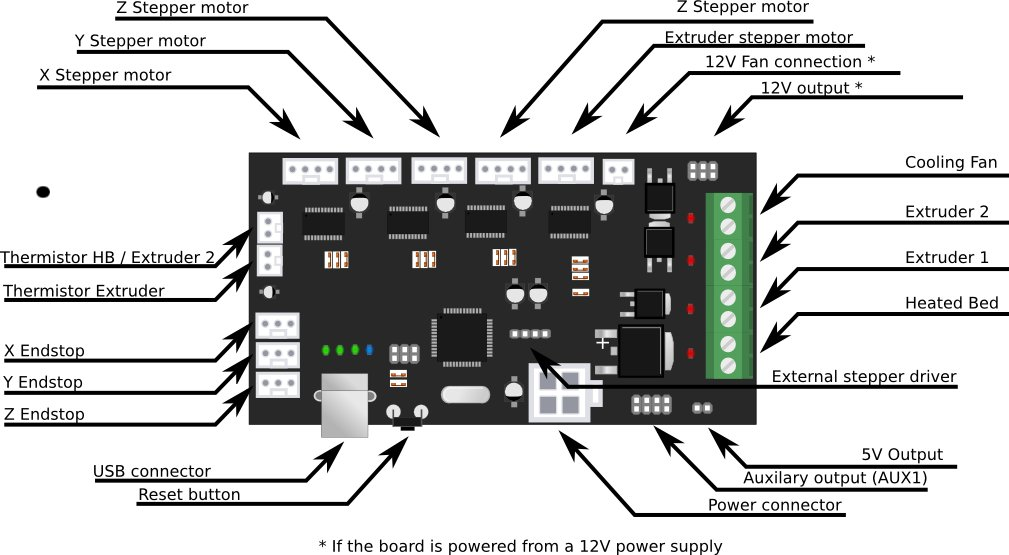 Z Stepper motor
Z Stepper motor
Y Stepper motor
Extruder stepper motor
X Stepper motor
12V Fan connection *
12V output *
Cooling Fan
Extruder 2
Thermistor HB / Extruder 2
Extruder 1
Thermistor Extruder
Heated Bed
X Endstop
Y Endstop
External stepper driver
Z Endstop
5V Output
USB connector
Auxilary output (AUX1)
Reset button
Power connector
* If the board is powered from a 12V power supply